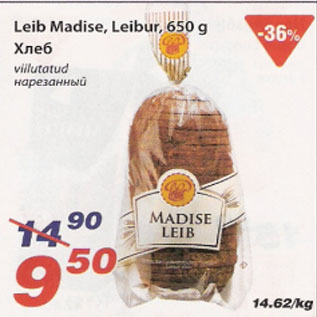 Leib Madise, Leibur, 650 g
Хлеб
viilutatud
нарезанный
-36%
MADISE
LEIB
14 90
9 50
14.62/kg